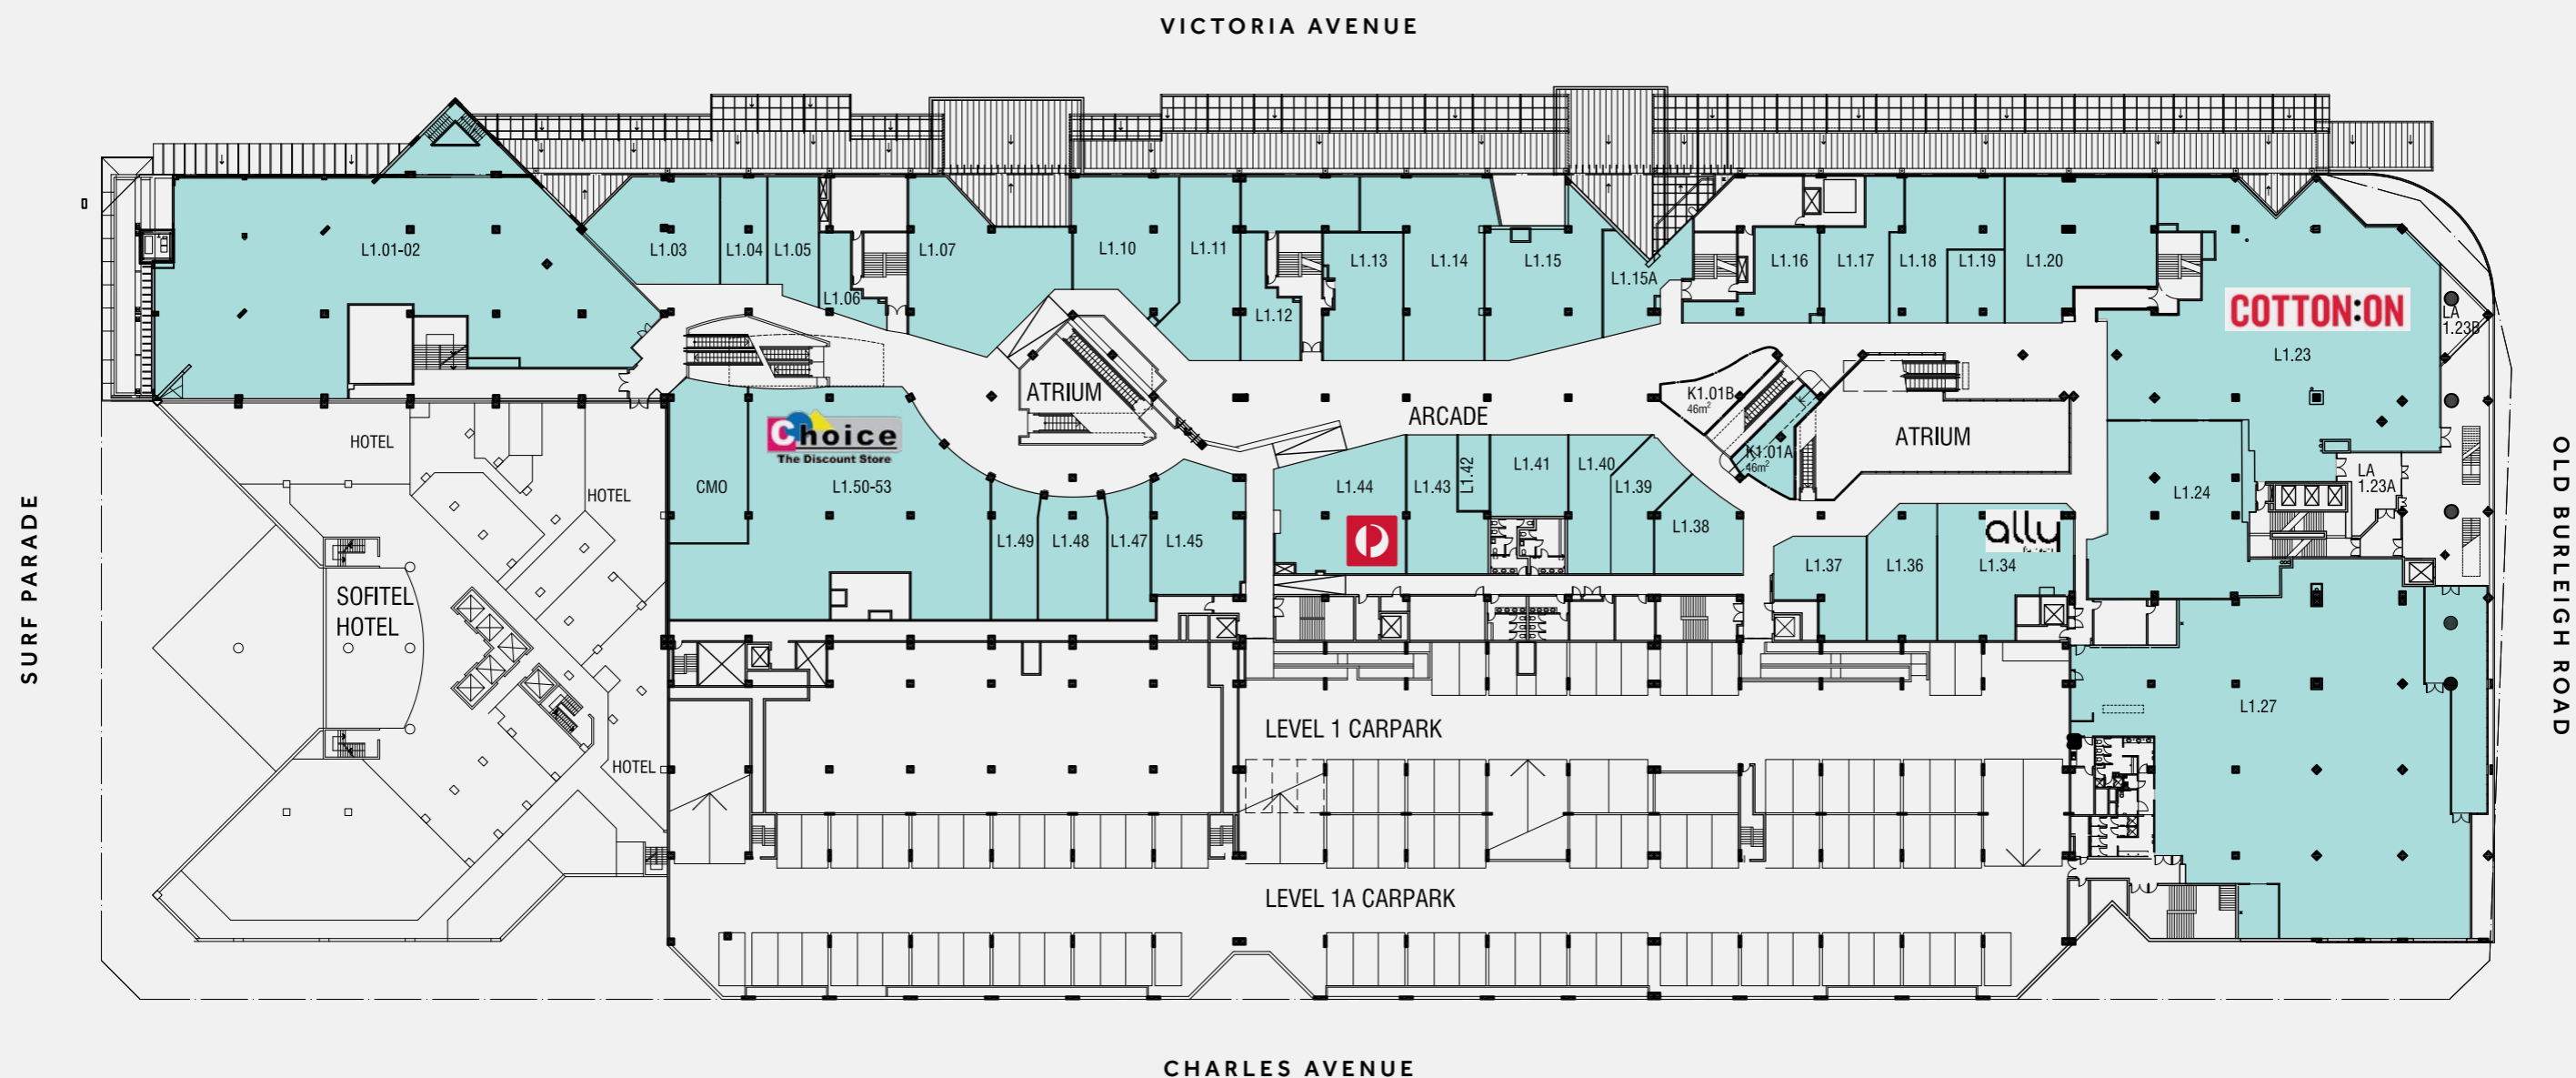 VICTORIA AVENUE
L1.01-02
L1.03
L1.04
L1.05
L1.06
L1.07
L1.10
L1.11
L1.12
L1.13
L1.14
L1.15
L1.15A
L1.16
L1.17
L1.18
L1.19
L1.20
COTTON:ON
L1.23
LA
1.23B
ATRIUM
K1.01B
46m²
ARCADE
K1.01A
46m²
ATRIUM
HOTEL
HOTEL
Choice
The Discount Store
CMO
L1.50-53
L1.49
L1.48
L1.47
L1.45
L1.44
L1.43
L1.42
L1.41
L1.40
L1.39
L1.38
L1.37
L1.36
ally
L1.34
L1.24
LA
1.23A
SURF PARADE
SOFITEL
HOTEL
OLD BURLEIGH ROAD
L1.27
HOTEL
LEVEL 1 CARPARK
LEVEL 1A CARPARK
CHARLES AVENUE